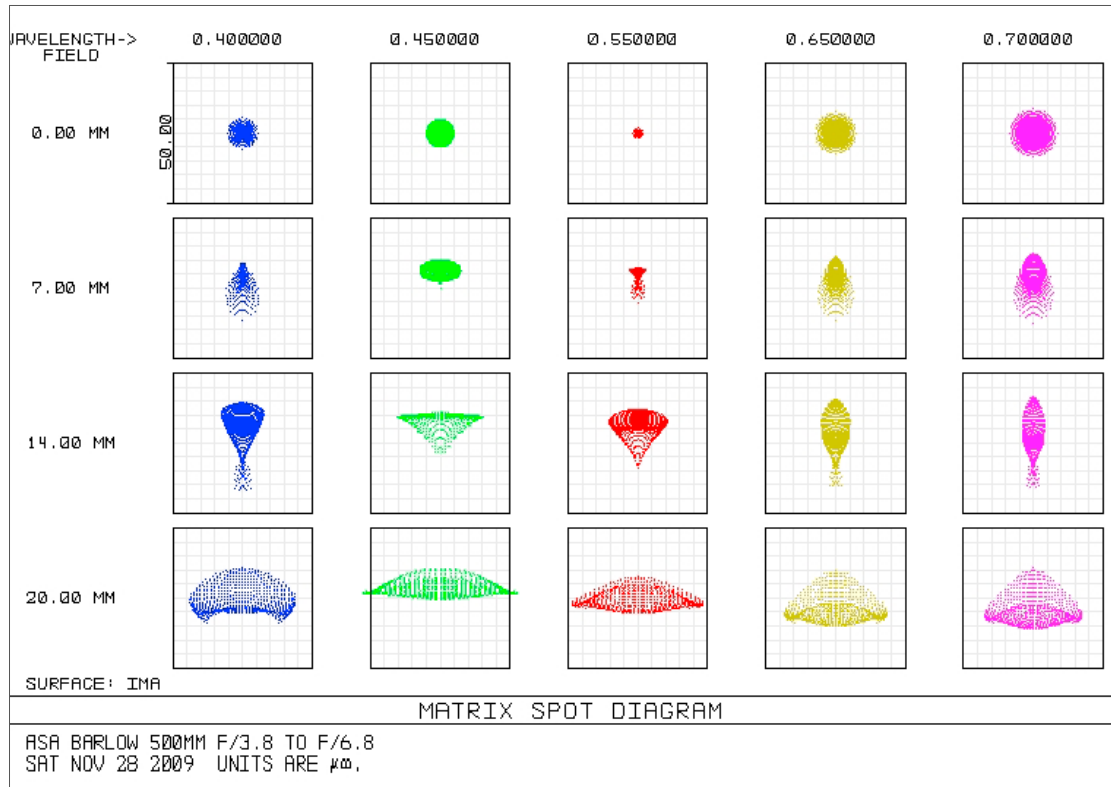 WAVELENGTH-> 0.400000 0.450000 0.550000 0.650000 0.700000
FIELD
0.00 MM
50.00
7.00 MM
14.00 MM
20.00 MM
SURFACE: IMA
MATRIX SPOT DIAGRAM
ASA BARLOW 500MM F/3.8 TO F/6.8
SAT NOV 28 2009 UNITS ARE µm.